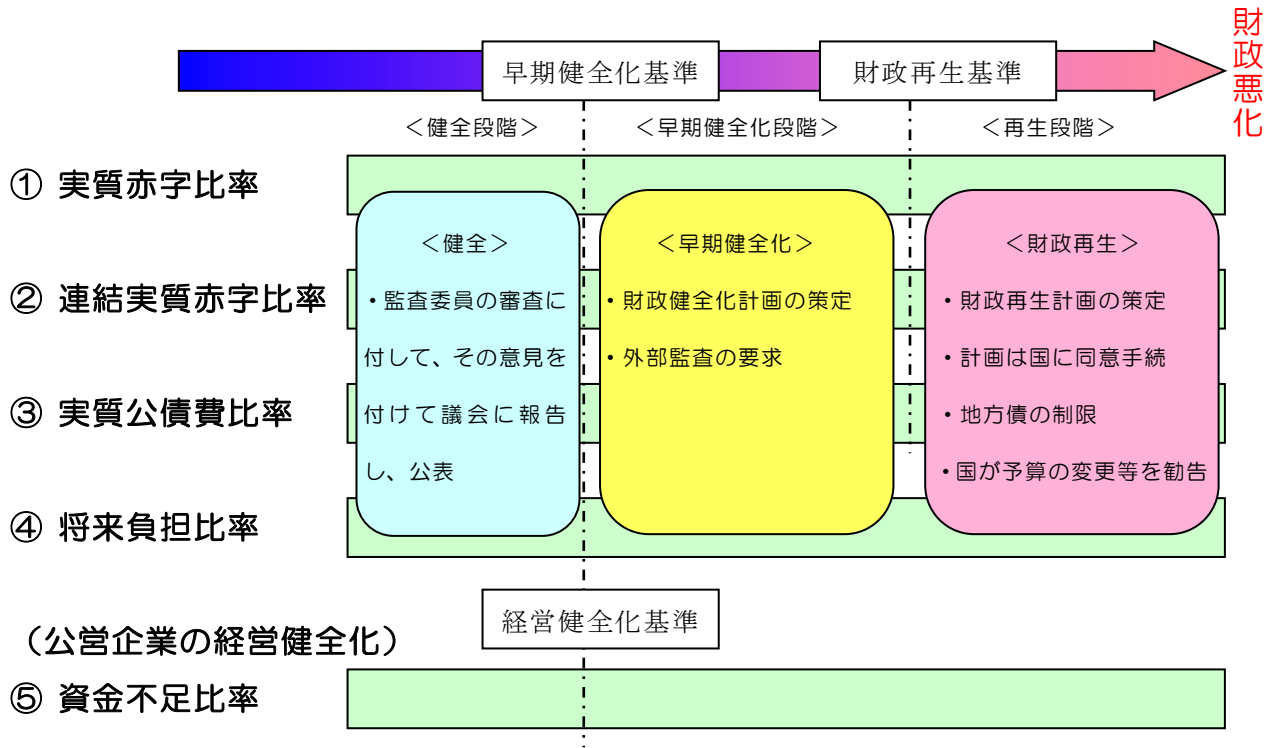 財政悪化
早期健全化基準
財政再生基準
＜健全段階＞
＜早期健全化段階＞
＜再生段階＞
① 実質赤字比率
② 連結実質赤字比率
③ 実質公債費比率
④ 将来負担比率
＜健全＞
・監査委員の審査に
付して、その意見を
付けて議会に報告
し、公表
＜早期健全化＞
・財政健全化計画の策定
・外部監査の要求
＜財政再生＞
・財政再生計画の策定
・計画は国に同意手続
・地方債の制限
・国が予算の変更等を勧告
経営健全化基準
（公営企業の経営健全化）
⑤ 資金不足比率